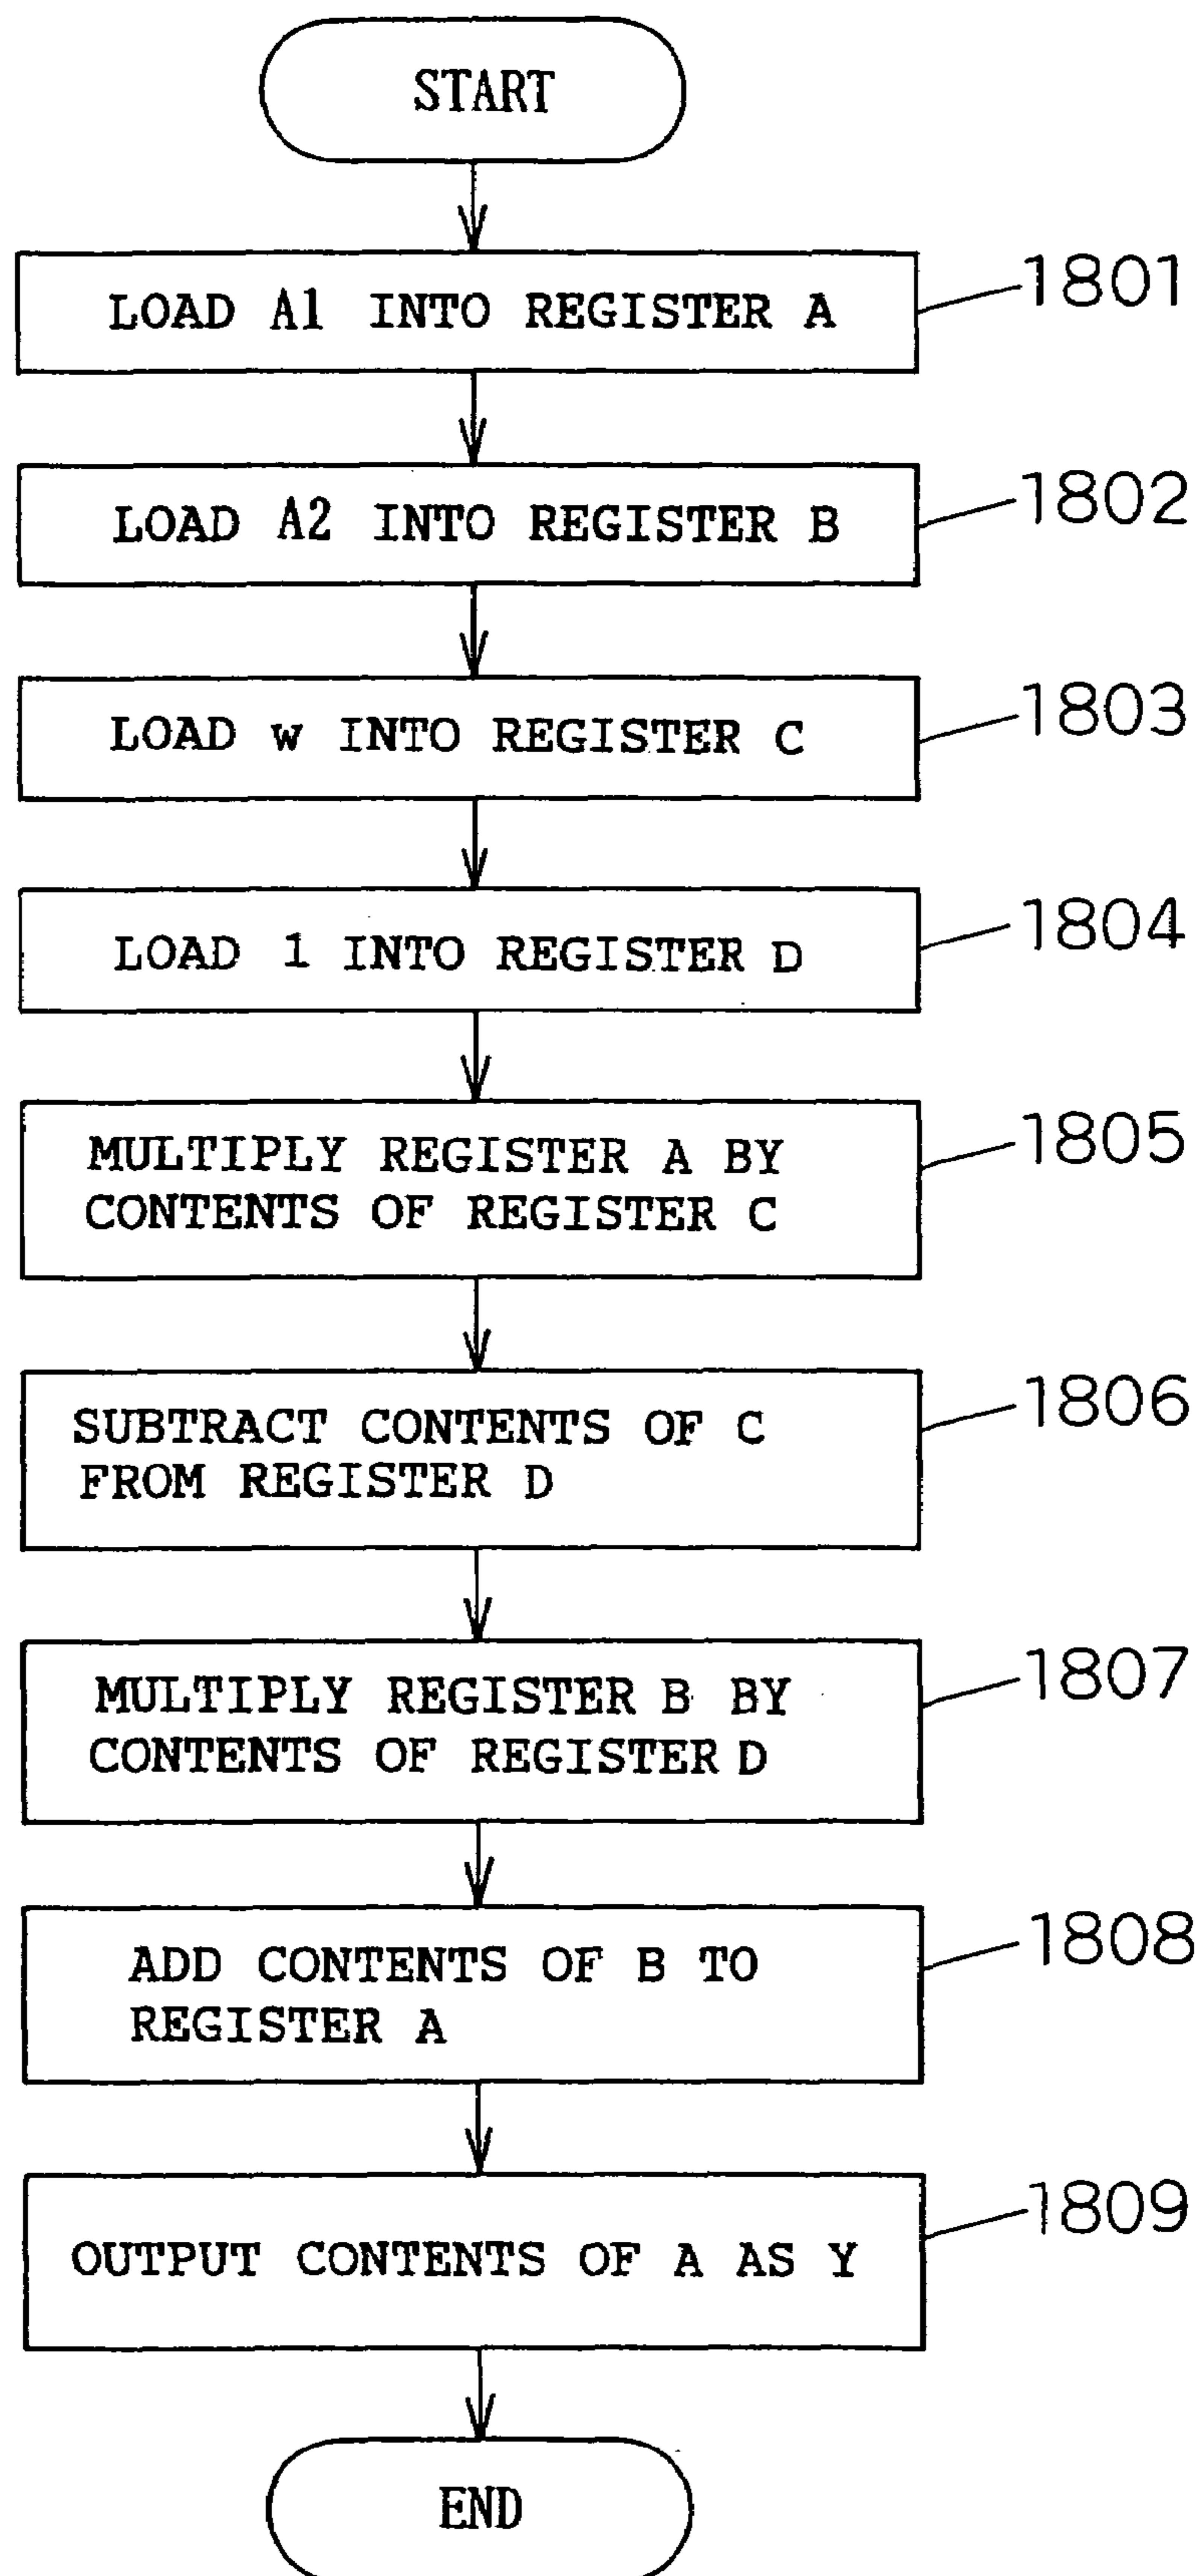 START
LOAD A1 INTO REGISTER A
1801
LOAD A2 INTO REGISTER B
1802
LOAD w INTO REGISTER C
1803
LOAD 1 INTO REGISTER D
1804
MULTIPLY REGISTER A BY
CONTENTS OF REGISTER C
1805
SUBTRACT CONTENTS OF C
FROM REGISTER D
1806
MULTIPLY REGISTER B BY
CONTENTS OF REGISTER D
1807
ADD CONTENTS OF B TO
REGISTER A
1808
OUTPUT CONTENTS OF A AS Y
1809
END